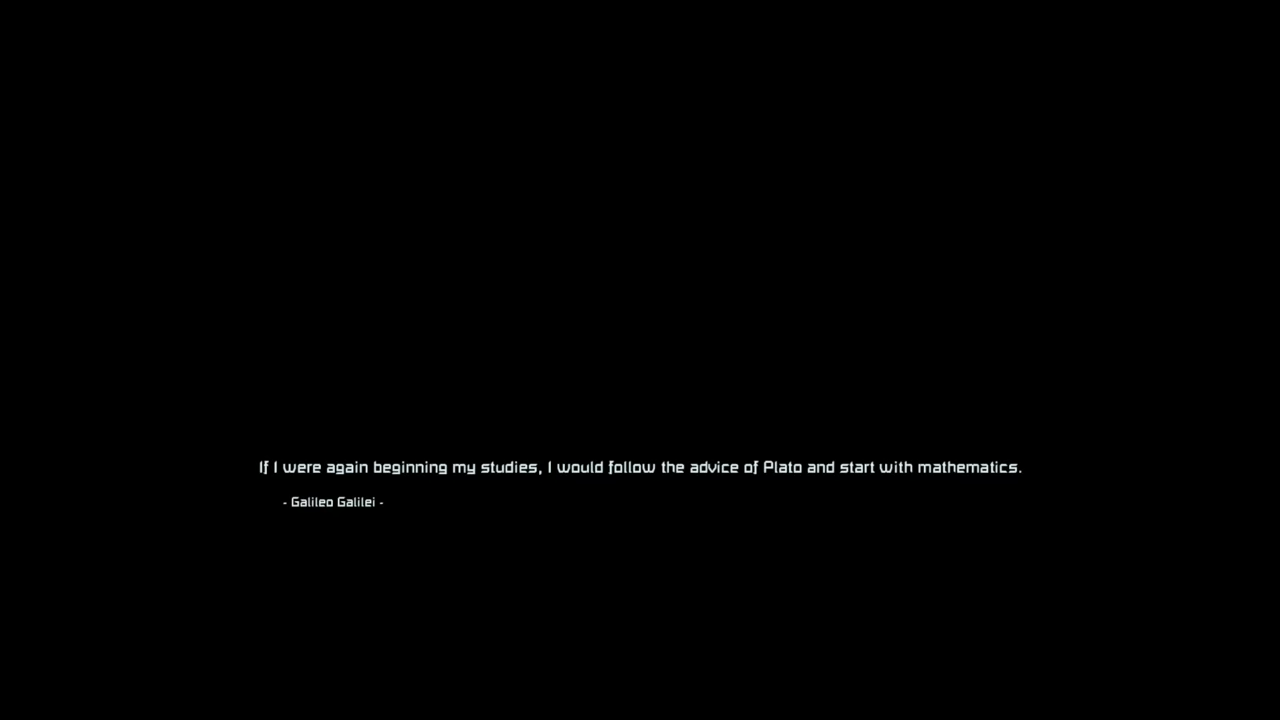 If I were again beginning my studies, I would follow the advice of Plato and start with mathematics.
- Galileo Galilei -